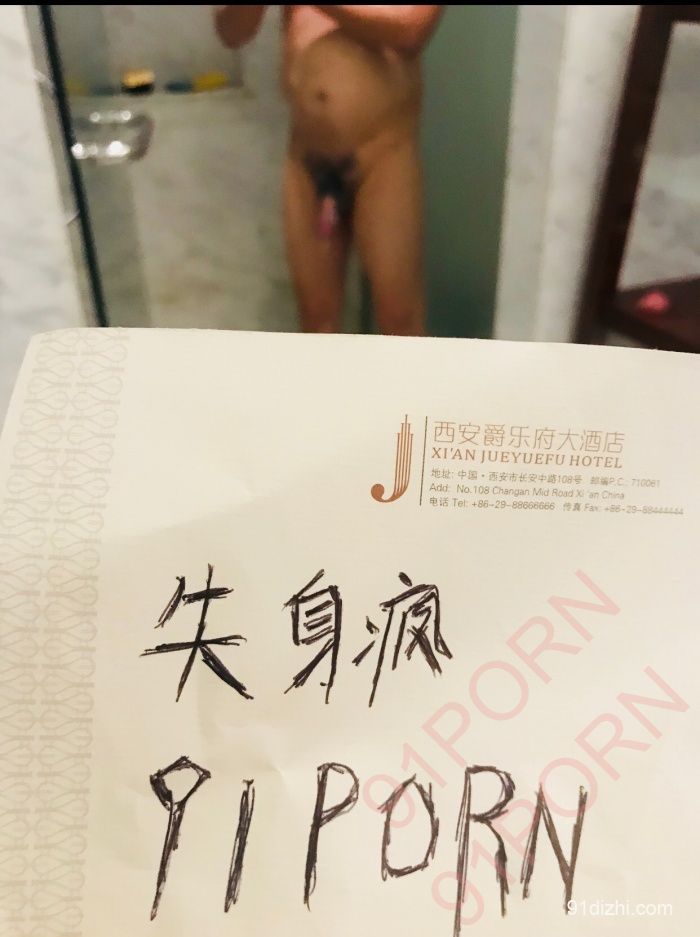 西安爵乐府大酒店
XI'AN JUEYUEFU HOTEL
地址: 中国·西安市长安中路108号 邮编P.C.: 710061
Add: No.108 Changan Mid Road Xi 'an China
电话 Tel: +86-29-88666666 传真 Fax: +86-29-88444444
失身疯
91PORN
91PORN
91PORN
91dizhi.com